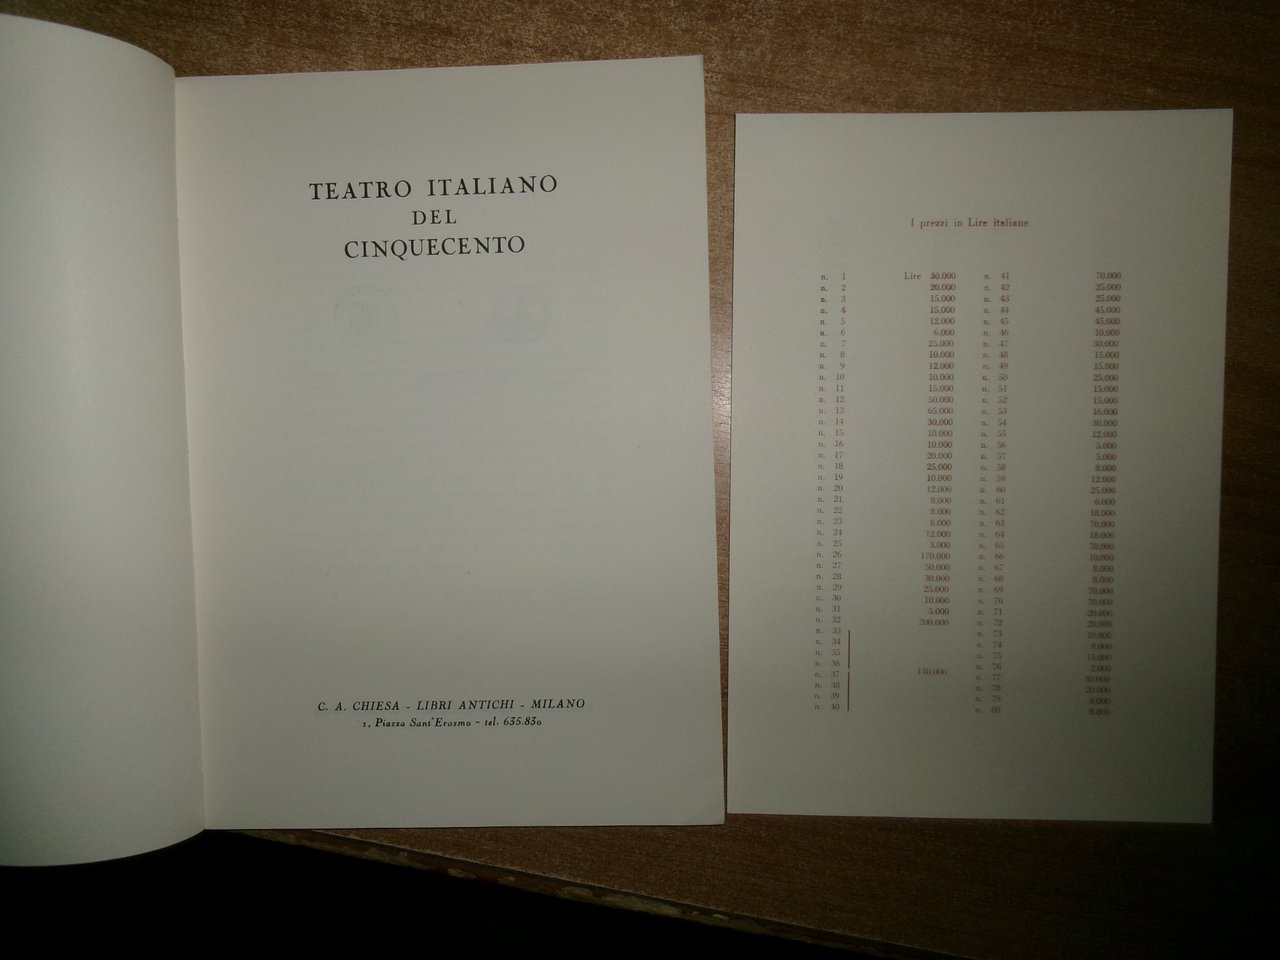 TEATRO ITALIANO
DEL
CINQUECENTO
C. A. CHIESA - LIBRI ANTICHI - MILANO
1, Piazza Sant'Erasmo - tel. 635.830
I prezzi in Lire italiane
n. 1 Lire 30.000 n. 41 70.000
n. 2 20.000 n. 42 25.000
n. 3 15.000 n. 43 25.000
n. 4 15.000 n. 44 45.000
n. 5 12.000 n. 45 45.000
n. 6 6.000 n. 46 10.000
n. 7 25.000 n. 47 30.000
n. 8 10.000 n. 48 15.000
n. 9 12.000 n. 49 15.000
n. 10 10.000 n. 50 25.000
n. 11 15.000 n. 51 15.000
n. 12 50.000 n. 52 15.000
n. 13 65.000 n. 53 16.000
n. 14 30.000 n. 54 30.000
n. 15 10.000 n. 55 12.000
n. 16 10.000 n. 56 5.000
n. 17 20.000 n. 57 5.000
n. 18 25.000 n. 58 8.000
n. 19 10.000 n. 59 12.000
n. 20 12.000 n. 60 25.000
n. 21 8.000 n. 61 6.000
n. 22 8.000 n. 62 18.000
n. 23 8.000 n. 63 70.000
n. 24 12.000 n. 64 18.000
n. 25 3.000 n. 65 70.000
n. 26 170.000 n. 66 10.000
n. 27 50.000 n. 67 8.000
n. 28 30.000 n. 68 8.000
n. 29 25.000 n. 69 70.000
n. 30 10.000 n. 70 70.000
n. 31 5.000 n. 71
n. 32 200.000 n. 72 20.000
n. 33 n. 73 10.000
n. 34 n. 74 8.000
n. 35 n. 75 15.000
n. 36 n. 76 2.000
n. 37 140.000 n. 77
n. 38 n. 78 20.000
n. 39 n. 79
n. 40 n. 80 8.000